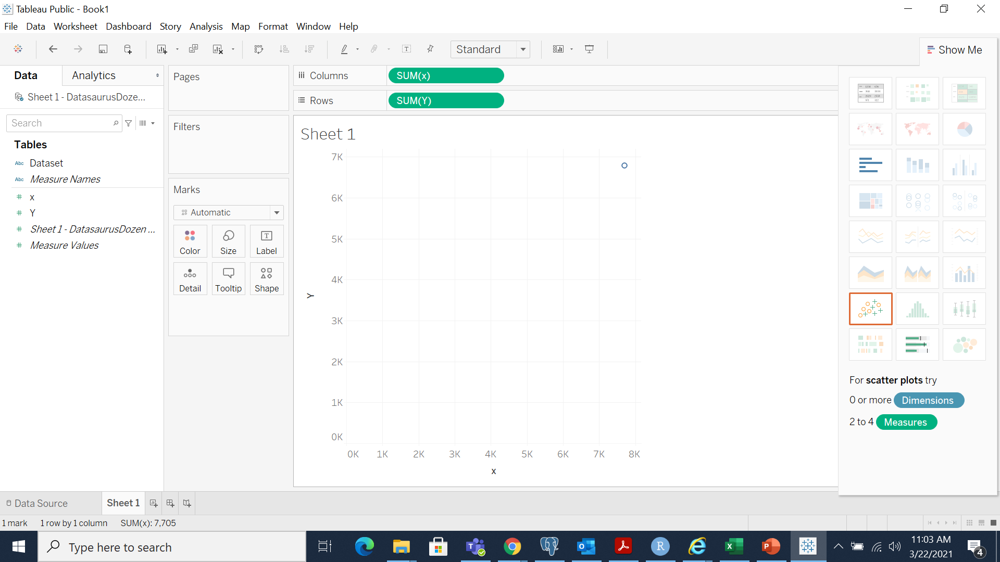 Tableau Public - Book1
File Data Worksheet Dashboard Story Analysis Map Format Window Help
Standard
Show Me
Data
Analytics
Sheet 1 - DatasaurusDoze...
Search
Tables
Abc Dataset
Abc Measure Names
# x
# Y
# Sheet 1 - DatasaurusDozen ...
# Measure Values
Pages
Filters
Marks
Automatic
Color Size Label
Detail Tooltip Shape
Columns SUM(x)
Rows SUM(Y)
Sheet 1
7K
6K
5K
4K
3K
2K
1K
0K
Y
0K 1K 2K 3K 4K 5K 6K 7K 8K
x
For scatter plots try
0 or more Dimensions
2 to 4 Measures
Data Source Sheet 1
1 mark 1 row by 1 column SUM(x): 7,705
Type here to search
11:03 AM
3/22/2021
4